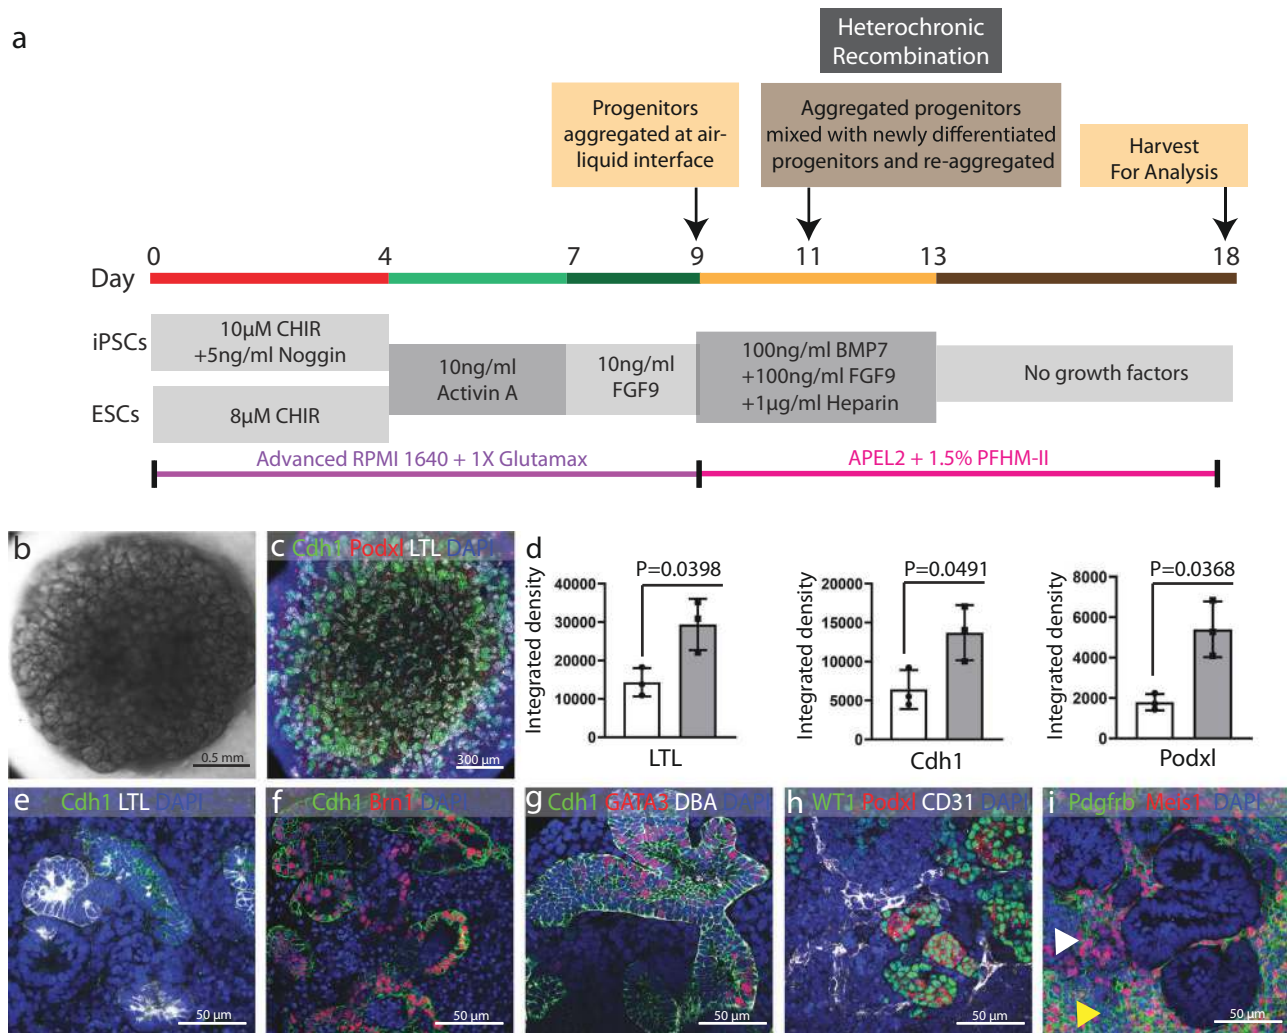 a
Heterochronic
Recombination
Progenitors
aggregated at air-
liquid interface
Aggregated progenitors
mixed with newly differentiated
progenitors and re-aggregated
Harvest
For Analysis
0 4 7 9 11 13 18
Day
iPSCs
10µM CHIR
+5ng/ml Noggin
ESCs
8µM CHIR
10ng/ml
Activin A
10ng/ml
FGF9
100ng/ml BMP7
+100ng/ml FGF9
+1µg/ml Heparin
No growth factors
Advanced RPMI 1640 + 1X Glutamax
APEL2 + 1.5% PFHM-II
b
0.5 mm
c Cdh1 Podxl LTL DAPI
300 µm
d
P=0.0398
Integrated density
40000
30000
20000
10000
0
LTL
P=0.0491
Integrated density
20000
15000
10000
5000
0
Cdh1
P=0.0368
Integrated density
8000
6000
4000
2000
0
Podxl
e Cdh1 LTL DAPI
50 µm
f Cdh1 Brn1 DAPI
50 µm
g Cdh1 GATA3 DBA DAPI
50 µm
h WT1 Podxl CD31 DAPI
50 µm
i Pdgfrb Meis1 DAPI
50 µm